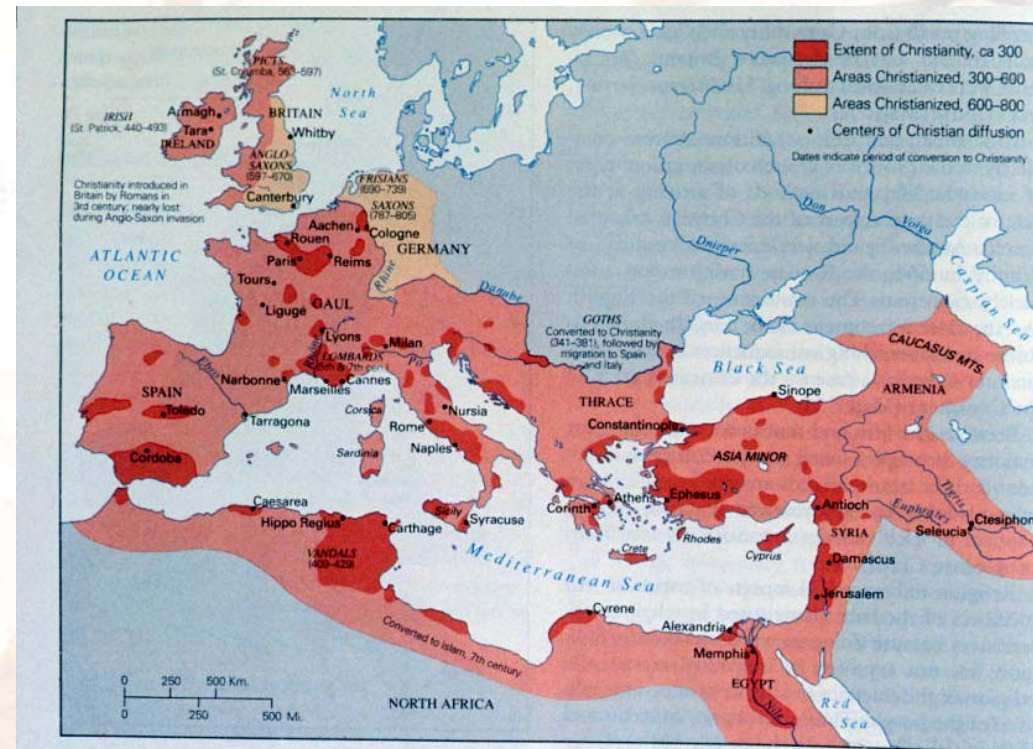 Extent of Christianity, ca 300
Areas Christianized, 300–600
Areas Christianized, 600–800
Centers of Christian diffusion
Dates indicate period of conversion to Christianity
PICTS
(St. Columba, 563–597)
North
Sea
IRISH
(St. Patrick, 440–493)
Armagh
Tara
IRELAND
BRITAIN
Whitby
ANGLO-
SAXONS
(597–670)
Canterbury
Christianity introduced in
Britain by Romans in
3rd century; nearly lost
during Anglo-Saxon invasion
FRISIANS
(690–739)
SAXONS
(787–805)
Aachen
Cologne
GERMANY
ATLANTIC
OCEAN
Rouen
Paris
Reims
Rhine
Tours
GAUL
Ligugé
Danube
Dnieper
Don
Volga
Caspian Sea
GOTHS
Converted to Christianity
(341–381), followed by
migration to Spain
and Italy
Lyons
Milan
LOMBARDS
Rhône
Po
Narbonne
Marseilles
Cannes
Ebro
SPAIN
Toledo
Tarragona
Cordoba
Corsica
Sardinia
Nursia
Rome
Naples
THRACE
Constantinople
Black Sea
Sinope
CAUCASUS MTS.
ARMENIA
ASIA MINOR
Ephesus
Athens
Corinth
Antioch
Tigris
Euphrates
Ctesiphon
Seleucia
SYRIA
Damascus
Jerusalem
Rhodes
Cyprus
Crete
Caesarea
Hippo Regius
Carthage
Sicily
Syracusa
VANDALS
(409–429)
Mediterranean Sea
Cyrene
Alexandria
Memphis
EGYPT
Nile
Red
Sea
Converted to Islam, 7th century
NORTH AFRICA
0 250 500 Km.
0 250 500 Mi.